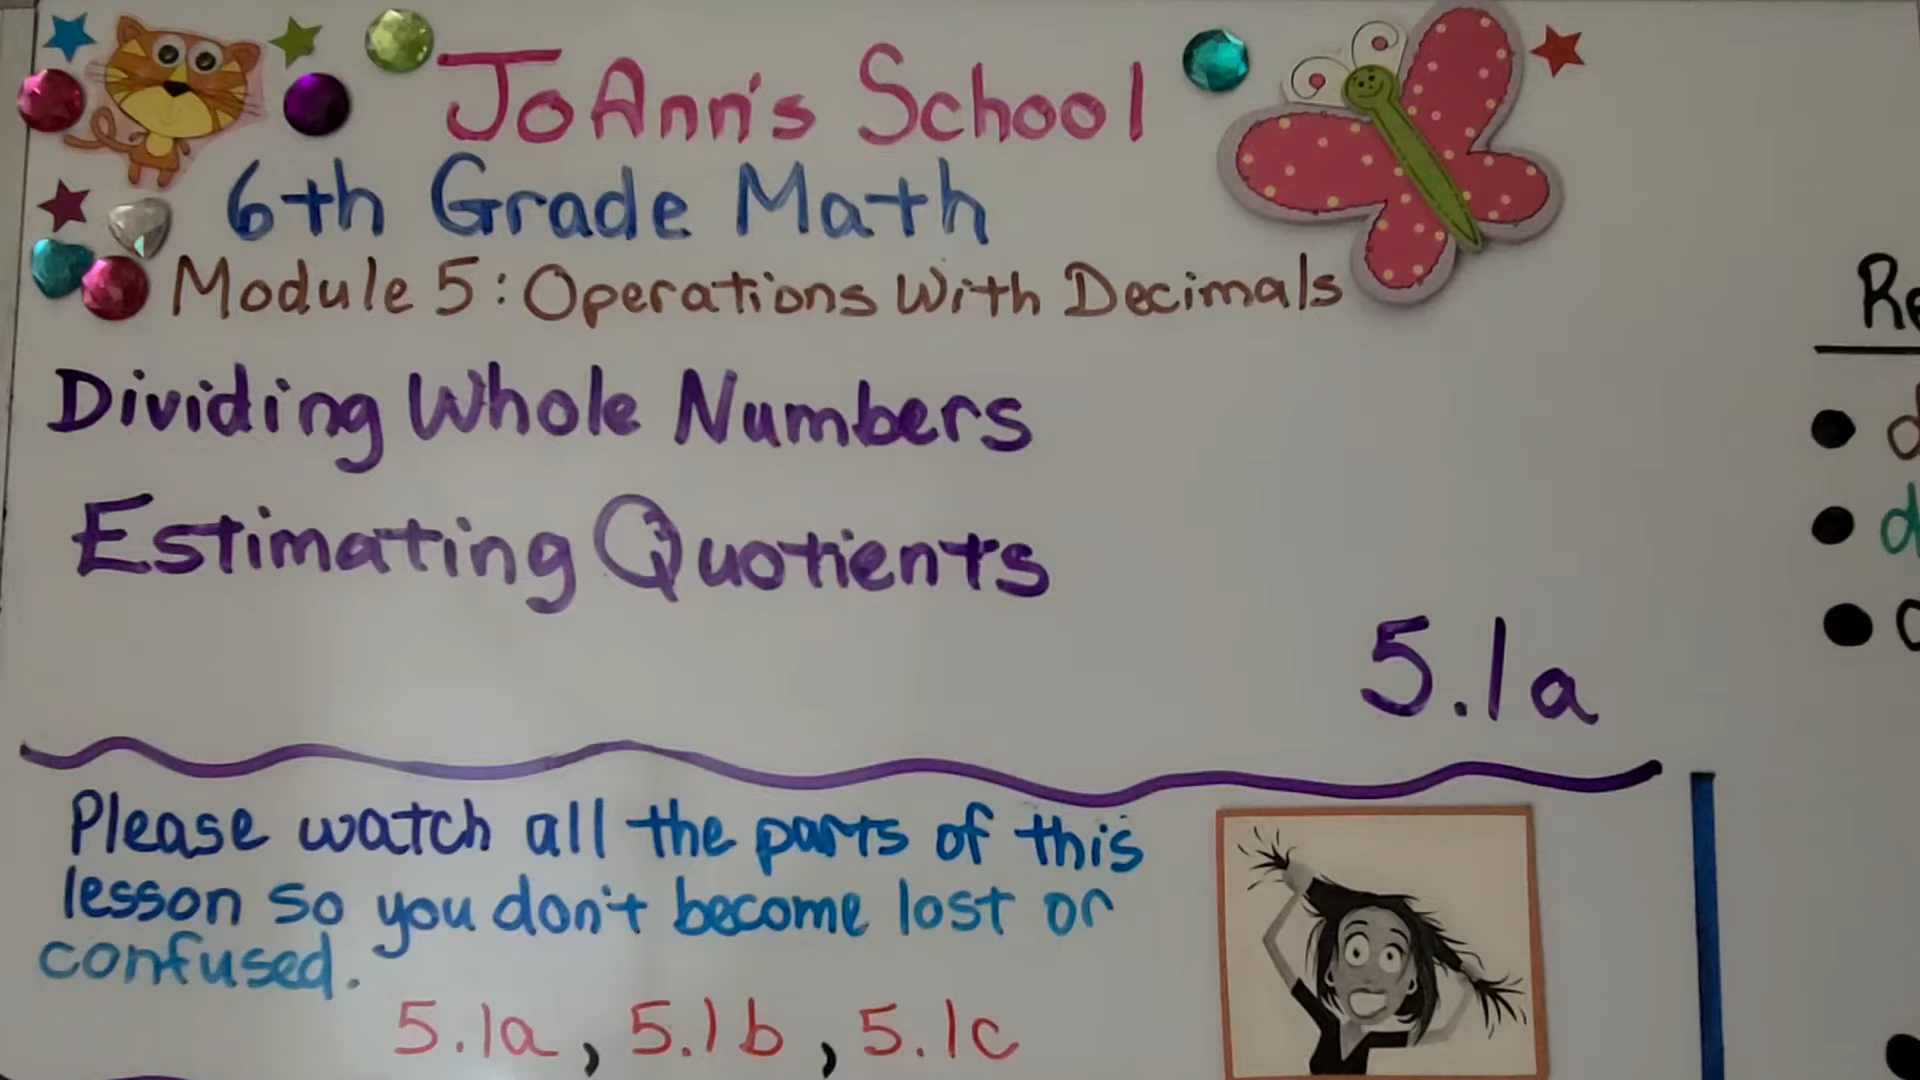 JoAnn's School
6th Grade Math
Module 5: Operations With Decimals
Dividing Whole Numbers
Estimating Quotients
5.1a
Please watch all the parts of this
lesson so you don't become lost or
confused.
5.1a, 5.1b, 5.1c